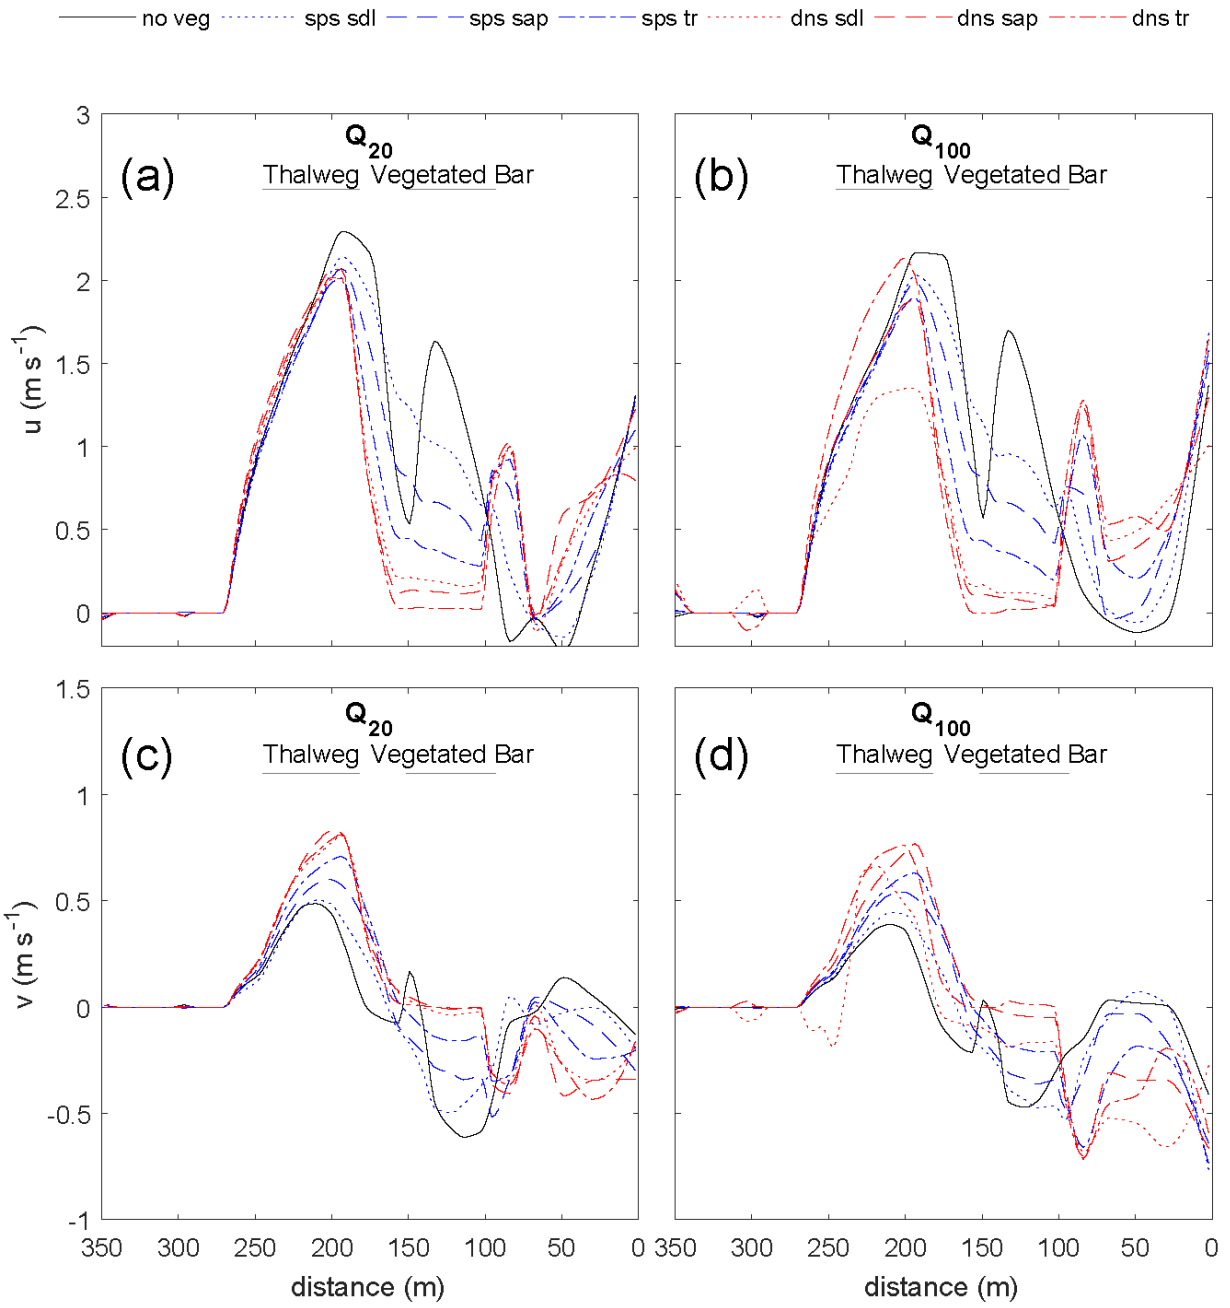 no veg sps sdl sps sap sps tr dns sdl dns sap dns tr
Q20
Thalweg Vegetated Bar
(a)
3
2.5
2
1.5
1
0.5
0
u (m s-1)
Q100
Thalweg Vegetated Bar
(b)
Q20
Thalweg Vegetated Bar
(c)
1.5
1
0.5
0
-0.5
-1
v (m s-1)
350 300 250 200 150 100 50 0
distance (m)
Q100
Thalweg Vegetated Bar
(d)
350 300 250 200 150 100 50 0
distance (m)